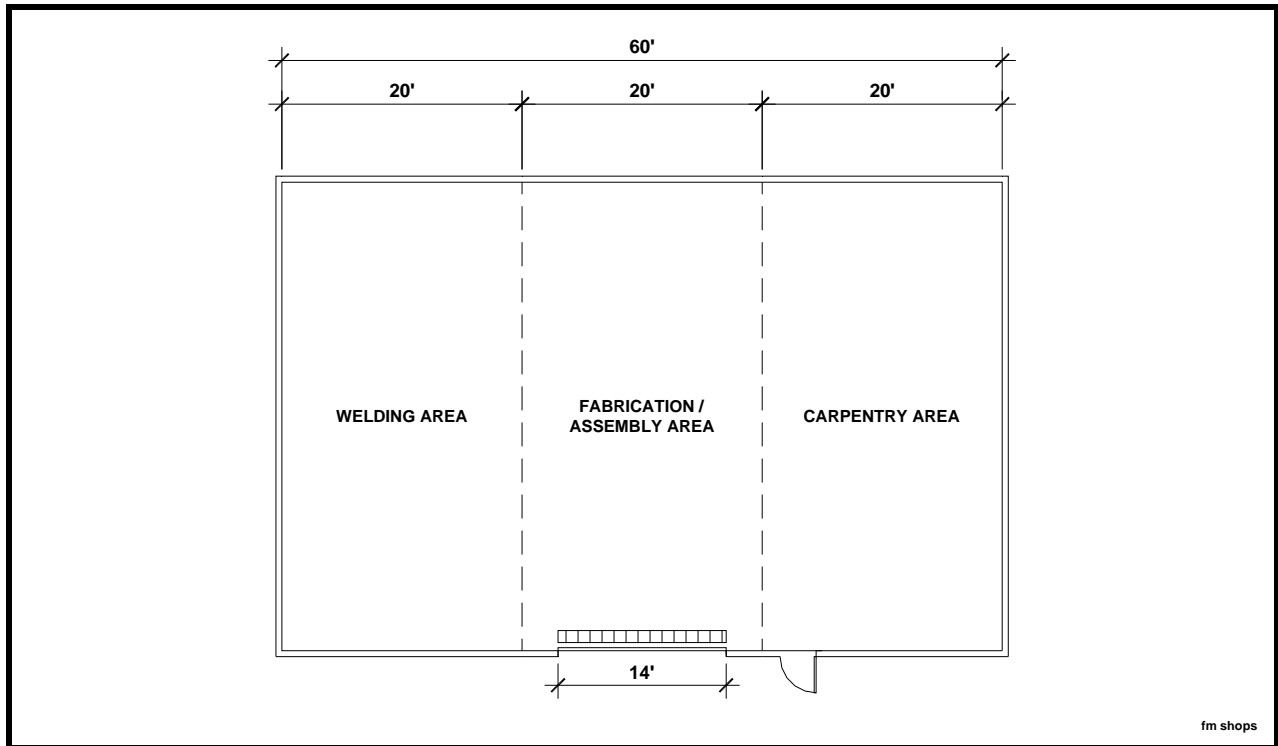 60'
20'
20'
20'
WELDING AREA
FABRICATION /
ASSEMBLY AREA
CARPENTRY AREA
14'
fm shops